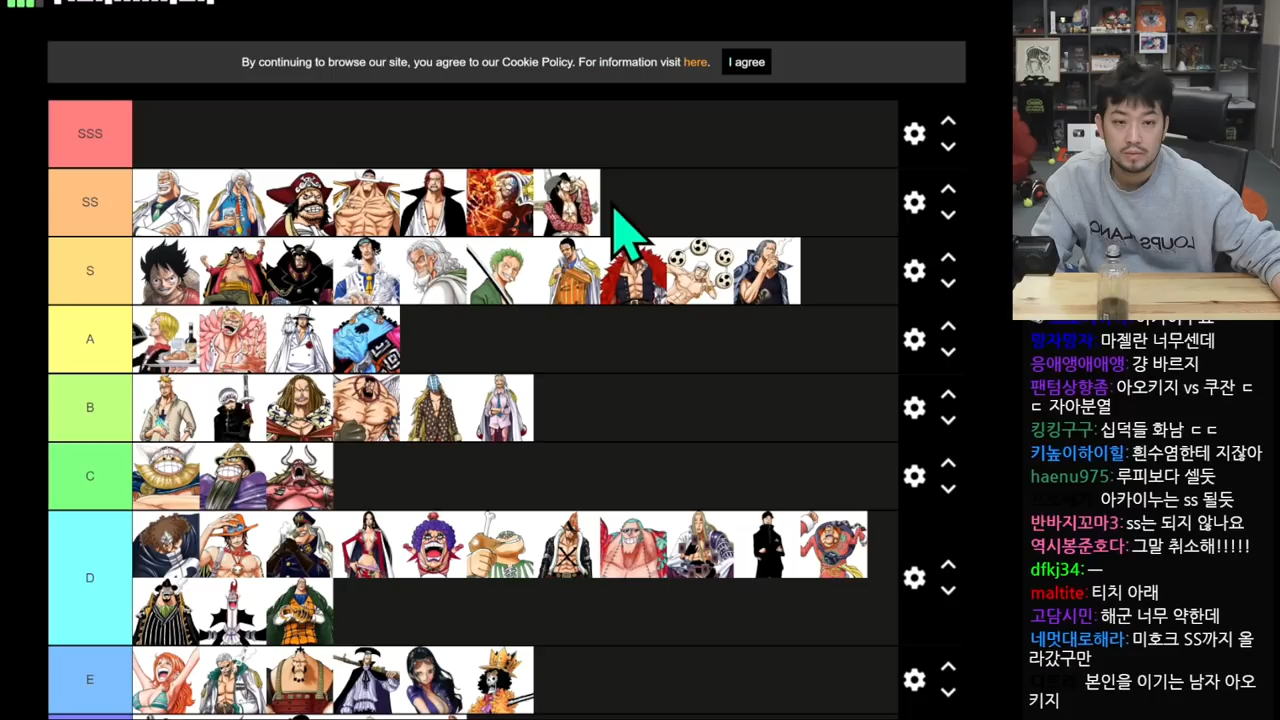 By continuing to browse our site, you agree to our Cookie Policy. For information visit here.
I agree
SSS
SS
S
A
B
C
D
E
LOUPS LANG
망자망자: 마젤란 너무센데
응애앵애애앵: 걍 바르지
팬텀상향좀: 아오키지 vs 쿠잔 ㄷ
ㄷ 자아분열
킹킹구구: 십덕들 화남 ㄷㄷ
키높이하이힐: 흰수염한테 지잖아
haenu975: 루피보다 셀듯
아카이누는 ss 될듯
반바지꼬마3: ss는 되지 않나요
역시봉준호다: 그말 취소해!!!!!
dfkj34: ㅡ
maltite: 티치 아래
고담시민: 해군 너무 약한데
네멋대로해라: 미호크 SS까지 올
라갔구만
본인을 이기는 남자 아오
키지